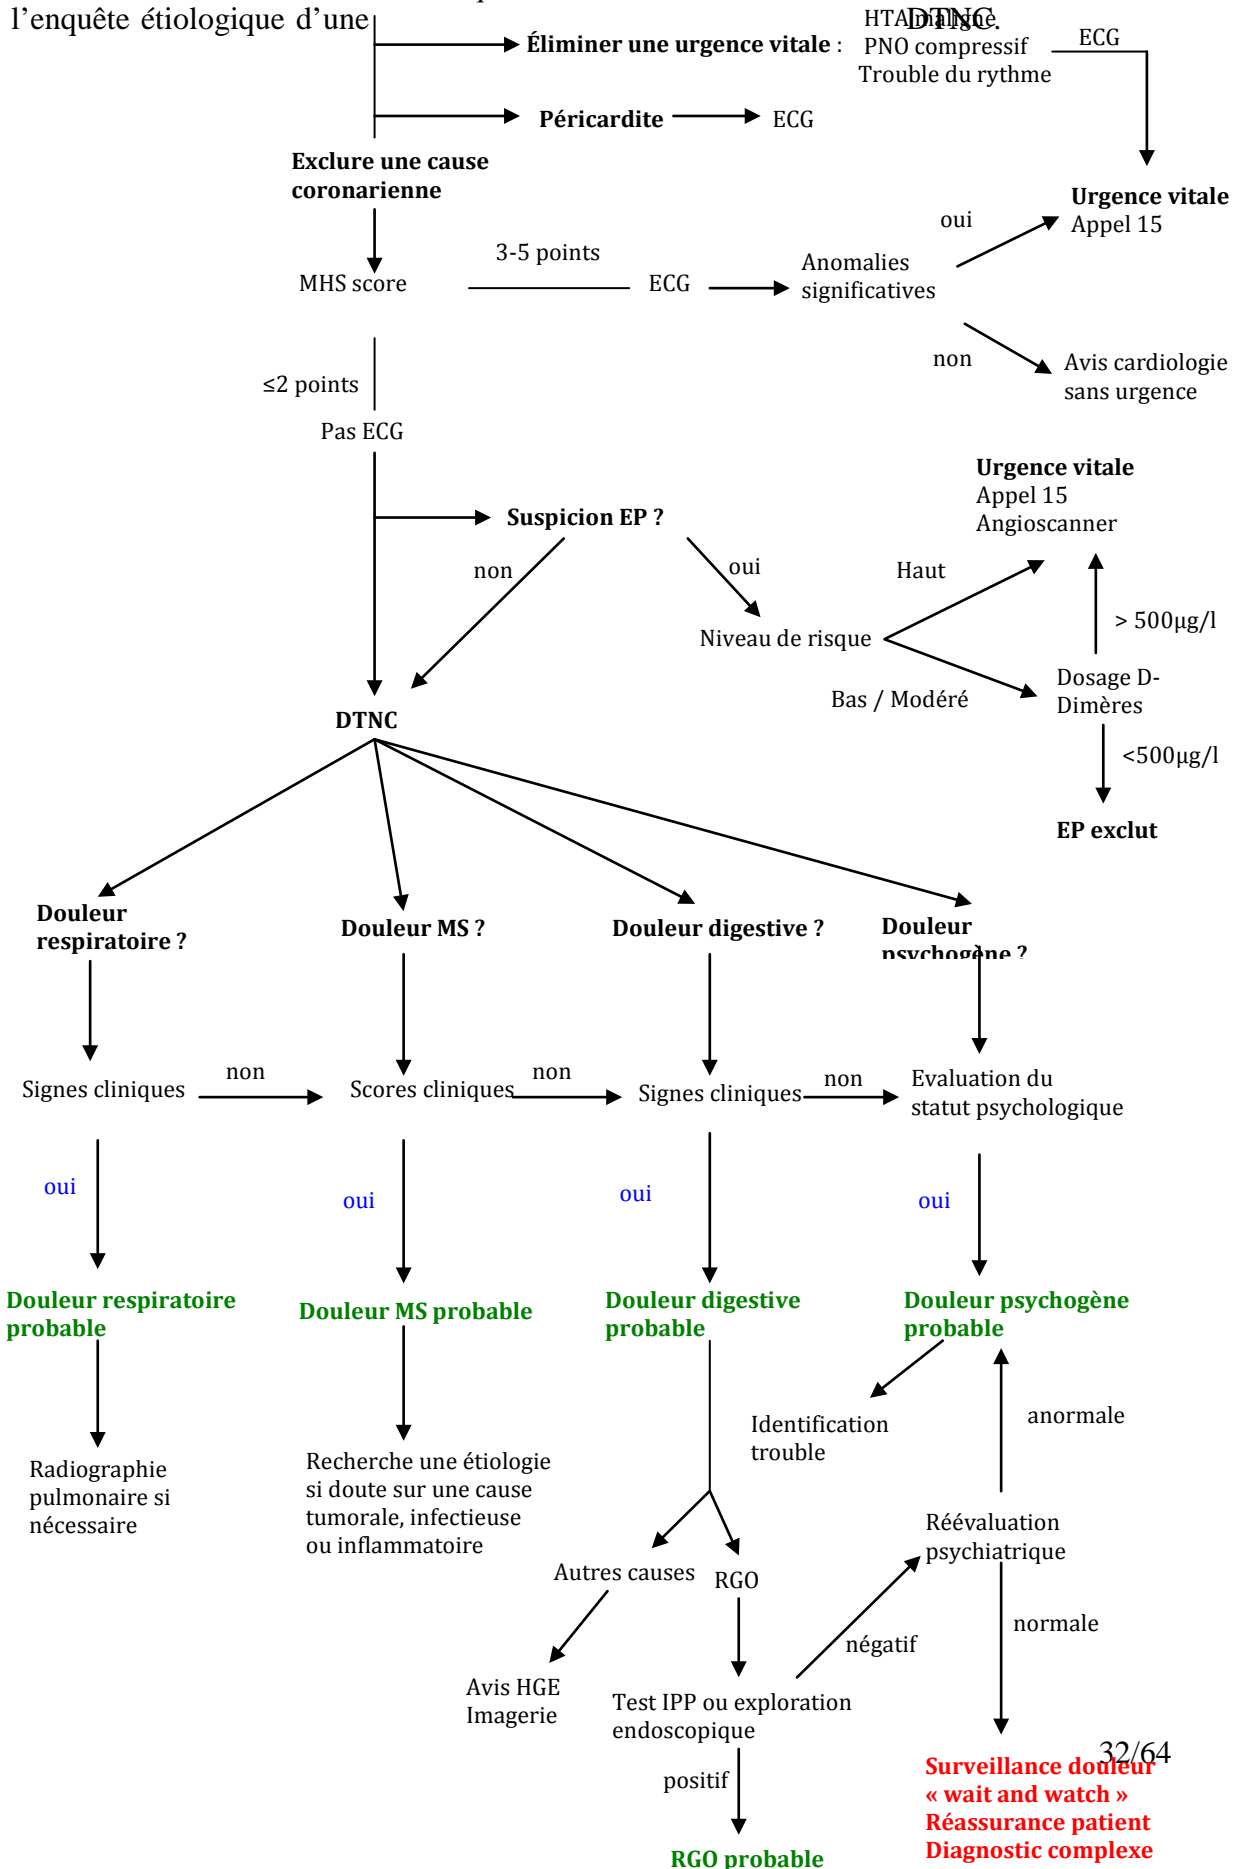 l’enquête étiologique d’une DTNC.
HTA maligne
Éliminer une urgence vitale : PNO compressif
Trouble du rythme
ECG
Péricardite
ECG
Exclure une cause
coronarienne
Urgence vitale
Appel 15
oui
3-5 points
MHS score
ECG
Anomalies
significatives
non
Avis cardiologie
sans urgence
≤2 points
Pas ECG
Urgence vitale
Appel 15
Angioscanner
Suspicion EP ?
non
oui
Haut
> 500µg/l
Niveau de risque
Bas / Modéré
Dosage D-
Dimères
DTNC
<500µg/l
EP exclut
Douleur
respiratoire ?
Douleur MS ?
Douleur digestive ?
Douleur
psychogène ?
Signes cliniques
non
Scores cliniques
non
Signes cliniques
non
Evaluation du
statut psychologique
oui
oui
oui
oui
Douleur respiratoire
probable
Douleur MS probable
Douleur digestive
probable
Douleur psychogène
probable
Identification
trouble
anormale
Radiographie
pulmonaire si
nécessaire
Recherche une étiologie
si doute sur une cause
tumorale, infectieuse
ou inflammatoire
Réévaluation
psychiatrique
Autres causes
RGO
négatif
normale
Avis HGE
Imagerie
Test IPP ou exploration
endoscopique
32/64
positif
Surveillance douleur
« wait and watch »
Réassurance patient
Diagnostic complexe
RGO probable